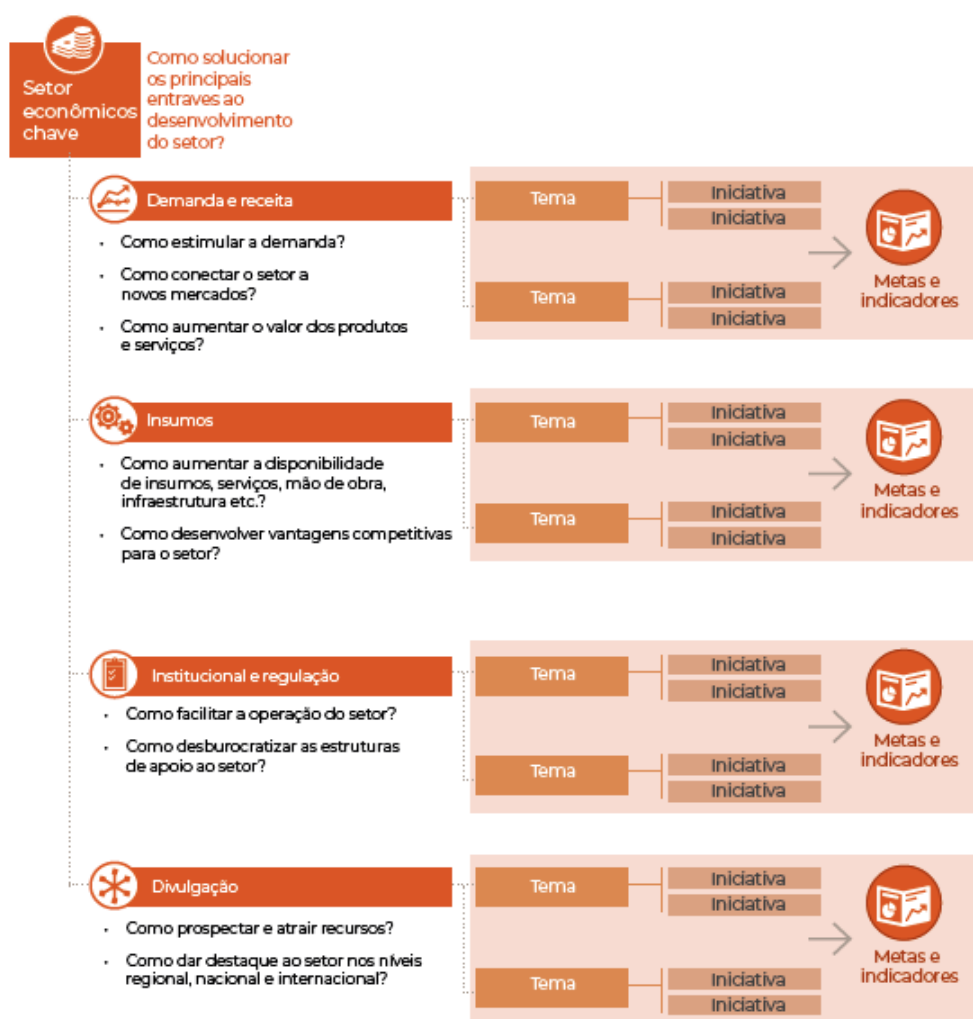 Setor
econômicos
chave
Como solucionar
os principais
entraves ao
desenvolvimento
do setor?
Demanda e receita
• Como estimular a demanda?
• Como conectar o setor a
novos mercados?
• Como aumentar o valor dos produtos
e serviços?
Tema
Iniciativa
Iniciativa
Tema
Iniciativa
Iniciativa
Metas e
indicadores
Insumos
• Como aumentar a disponibilidade
de insumos, serviços, mão de obra,
infraestrutura etc.?
• Como desenvolver vantagens competitivas
para o setor?
Tema
Iniciativa
Iniciativa
Tema
Iniciativa
Iniciativa
Metas e
indicadores
Institucional e regulação
• Como facilitar a operação do setor?
• Como desburocratizar as estruturas
de apoio ao setor?
Tema
Iniciativa
Iniciativa
Tema
Iniciativa
Iniciativa
Metas e
indicadores
Divulgação
• Como prospectar e atrair recursos?
• Como dar destaque ao setor nos níveis
regional, nacional e internacional?
Tema
Iniciativa
Iniciativa
Tema
Iniciativa
Iniciativa
Metas e
indicadores